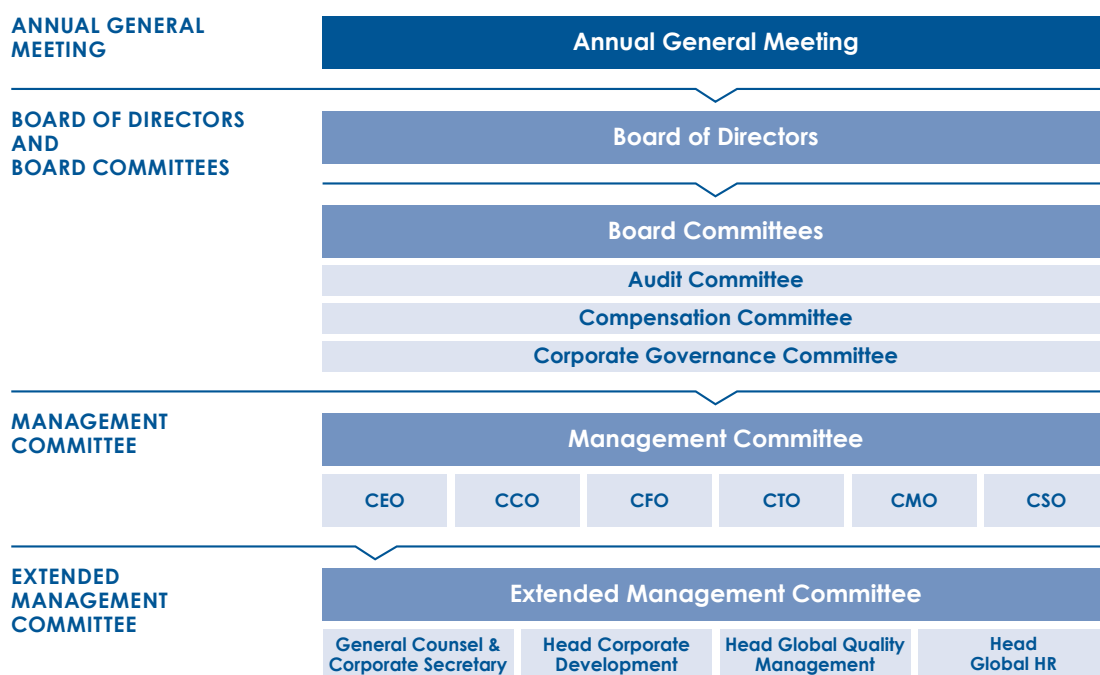 ANNUAL GENERAL
MEETING
Annual General Meeting
BOARD OF DIRECTORS
AND
BOARD COMMITTEES
Board of Directors
Board Committees
Audit Committee
Compensation Committee
Corporate Governance Committee
MANAGEMENT
COMMITTEE
Management Committee
CEO
CCO
CFO
CTO
CMO
CSO
EXTENDED
MANAGEMENT
COMMITTEE
Extended Management Committee
General Counsel &
Corporate Secretary
Head Corporate
Development
Head Global Quality
Management
Head
Global HR